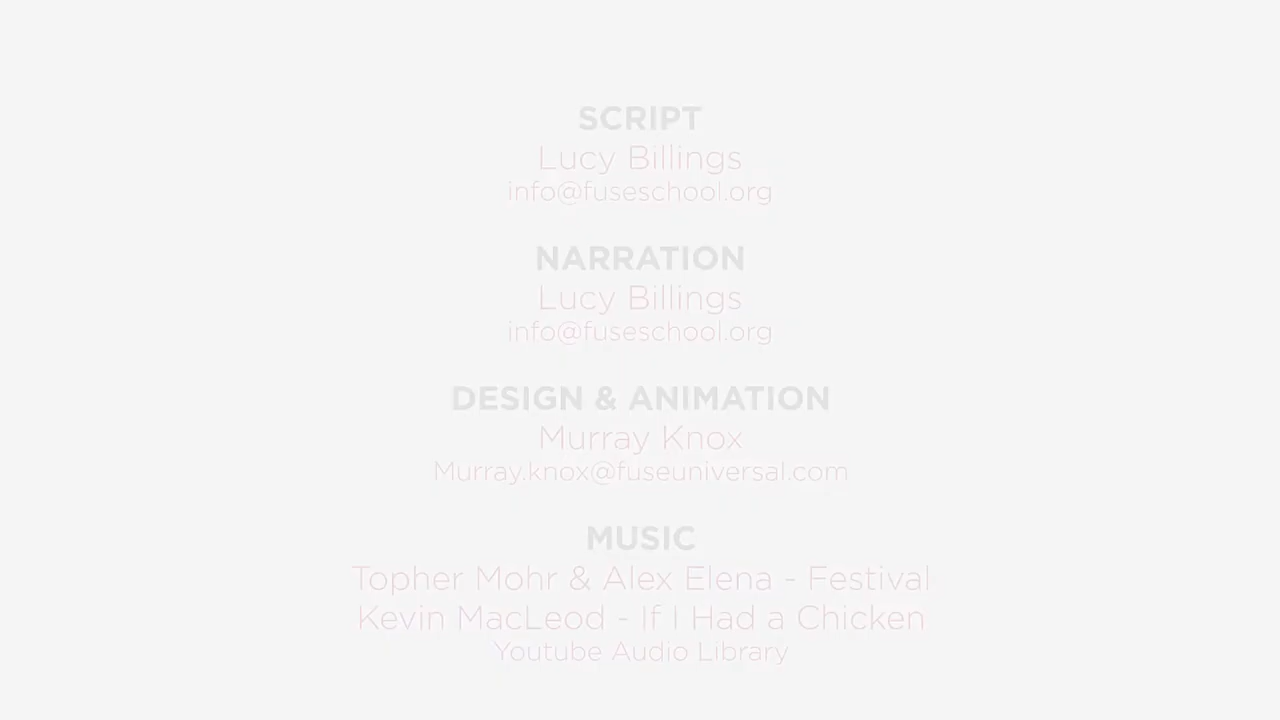 SCRIPT
Lucy Billings
info@fuseschool.org
NARRATION
Lucy Billings
info@fuseschool.org
DESIGN & ANIMATION
Murray Knox
Murray.knox@fuseuniversal.com
MUSIC
Topher Mohr & Alex Elena - Festival
Kevin MacLeod - If I Had a Chicken
Youtube Audio Library